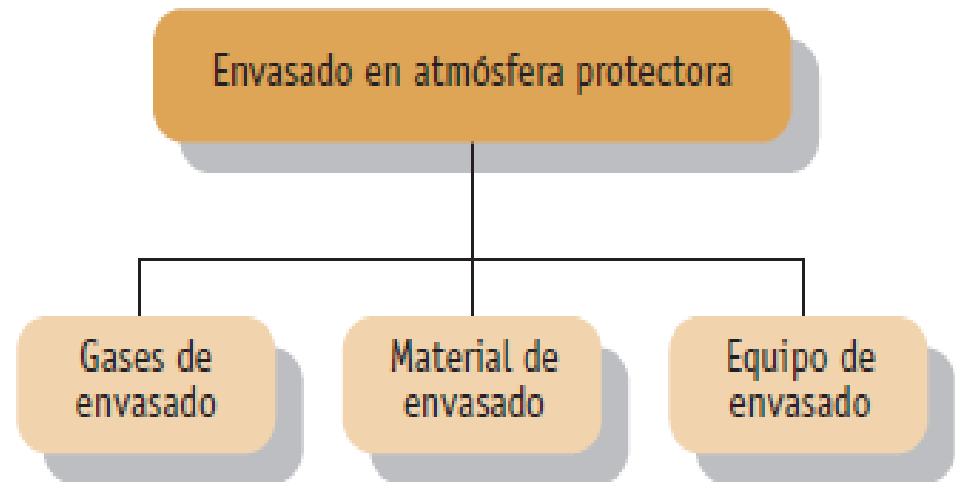 Envasado en atmósfera protectora
Gases de
envasado
Material de
envasado
Equipo de
envasado